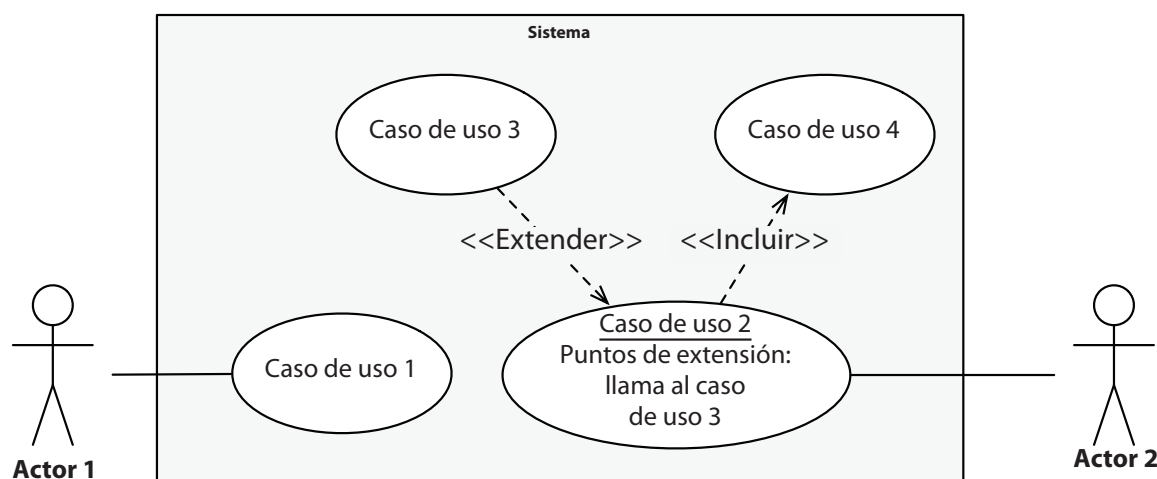 Sistema
Caso de uso 3
Caso de uso 4
<<Extender>>
<<Incluir>>
Caso de uso 1
Caso de uso 2
Puntos de extensión:
llama al caso
de uso 3
Actor 1
Actor 2